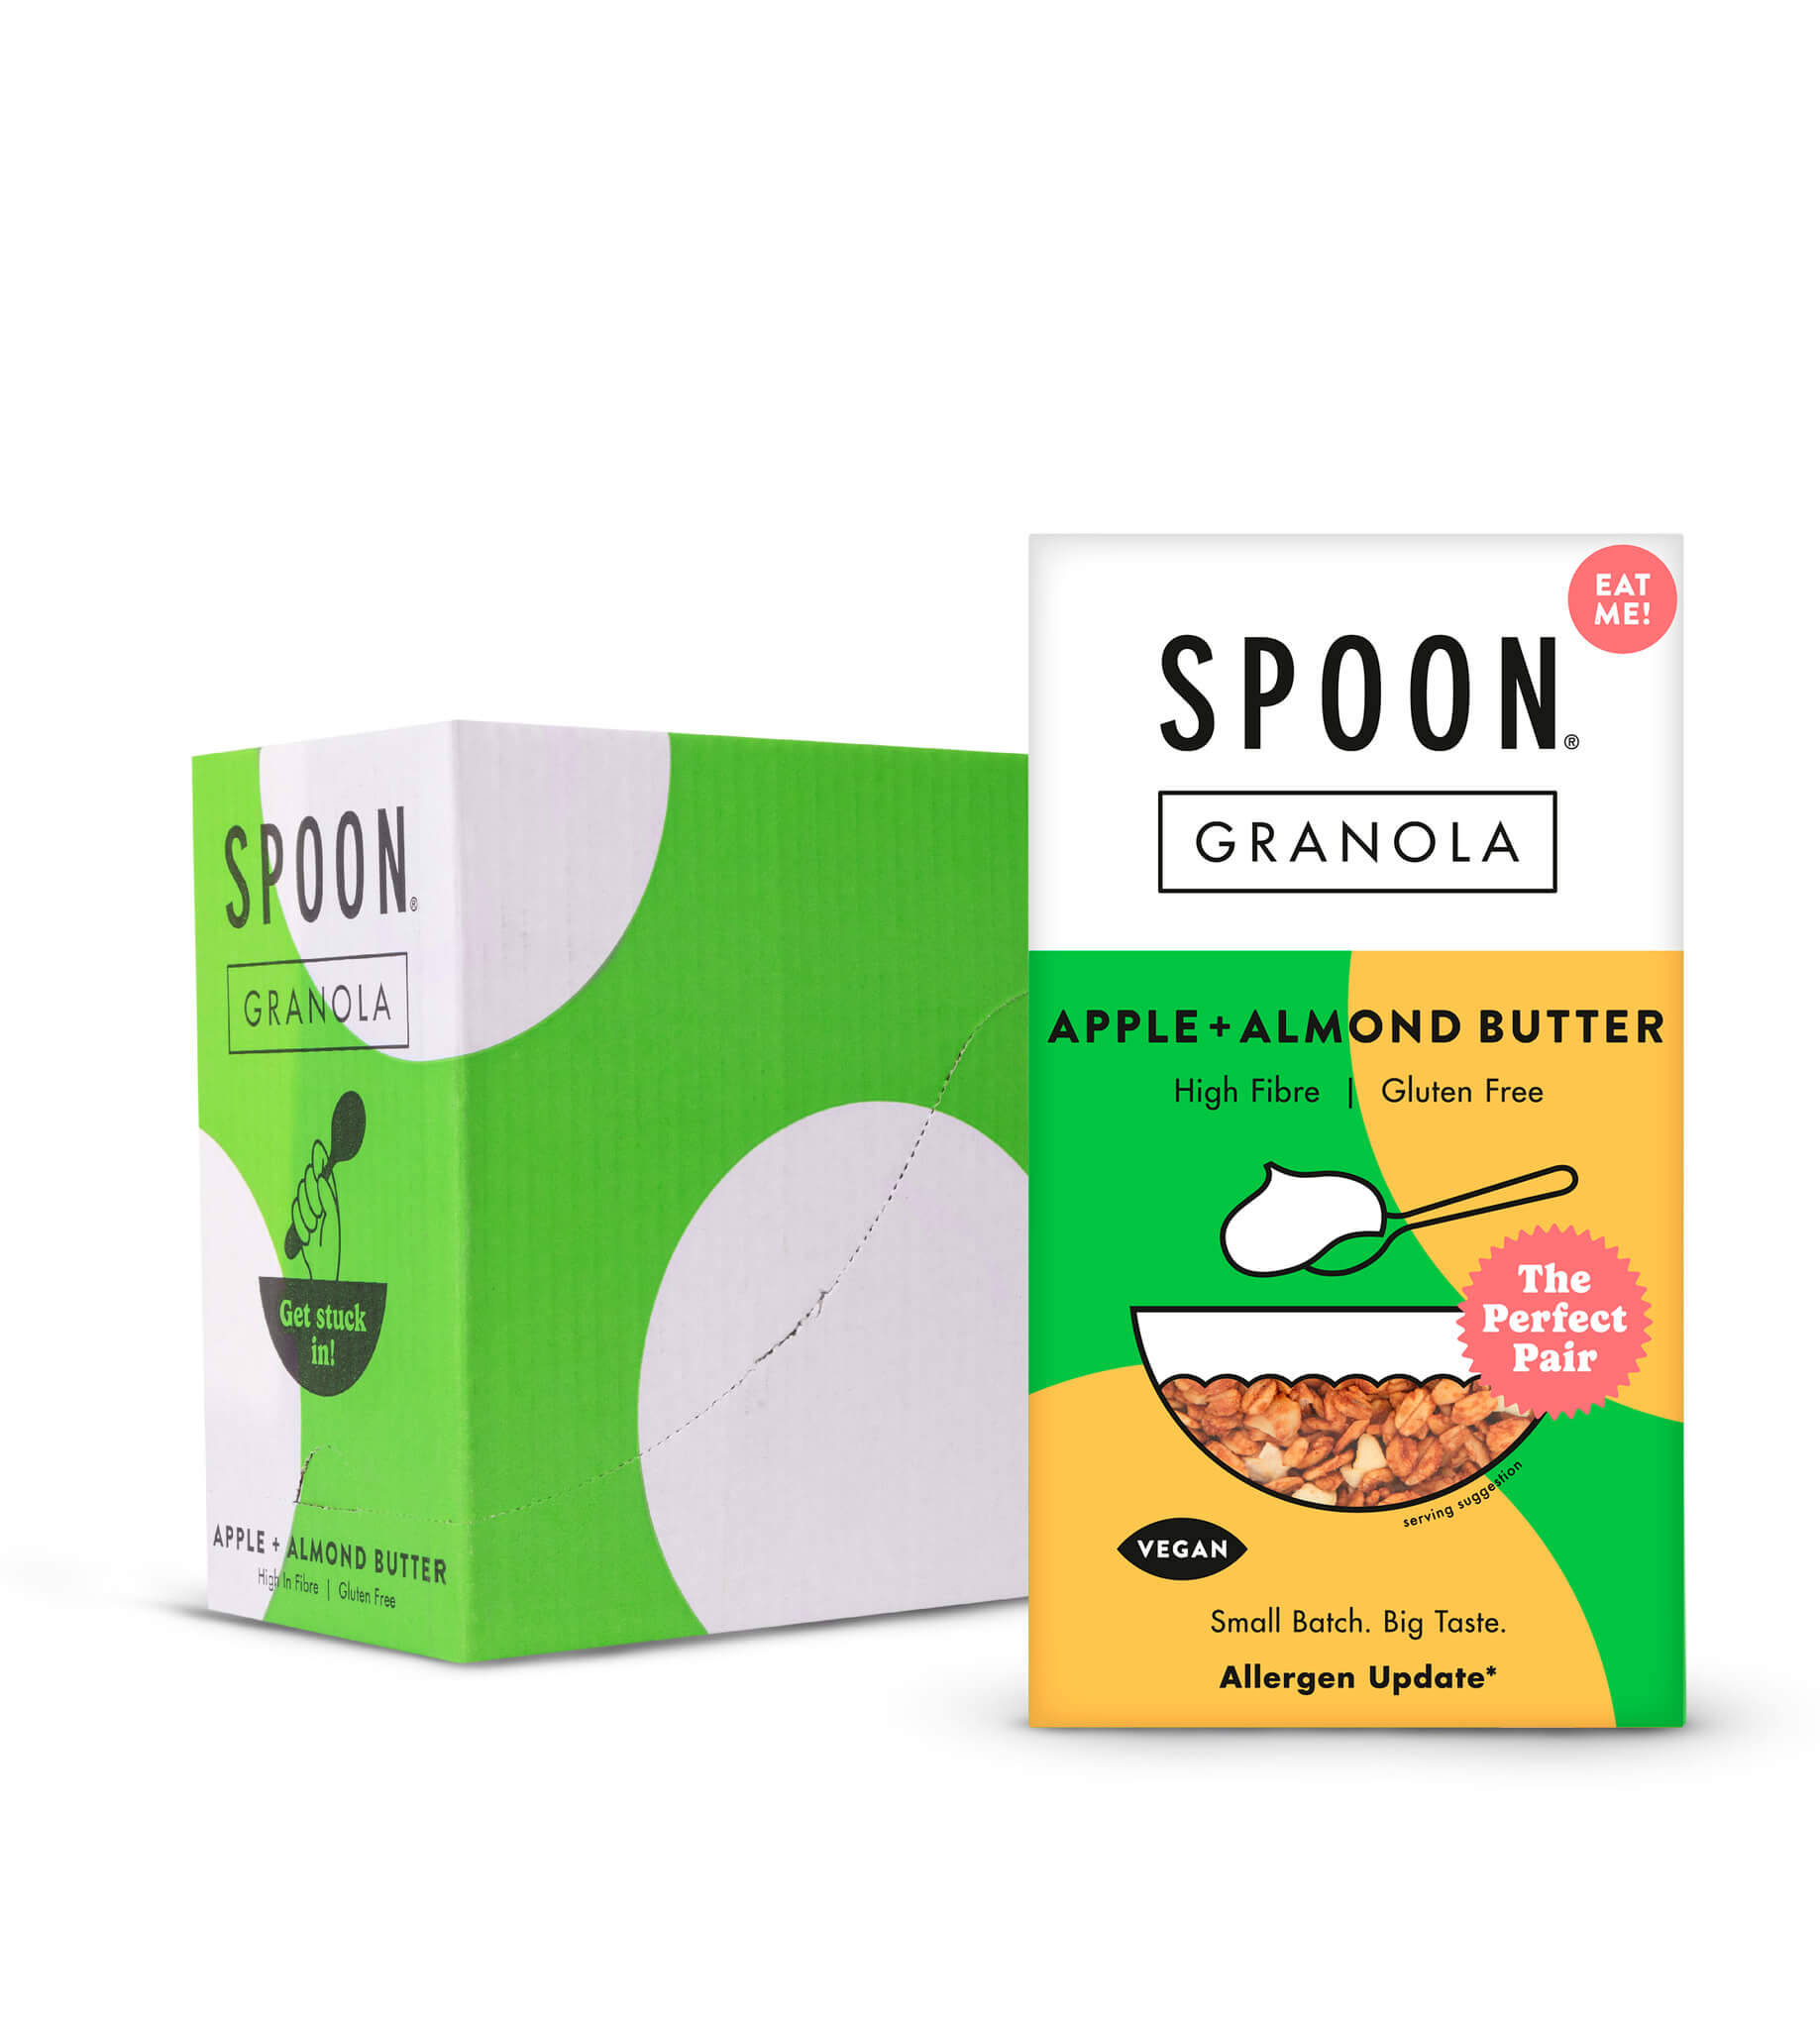 SPOON®
GRANOLA
Get stuck
in!
APPLE + ALMOND BUTTER
High In Fibre | Gluten Free
EAT
ME!
SPOON®
GRANOLA
APPLE + ALMOND BUTTER
High Fibre | Gluten Free
The
Perfect
Pair
serving suggestion
VEGAN
Small Batch. Big Taste.
Allergen Update*